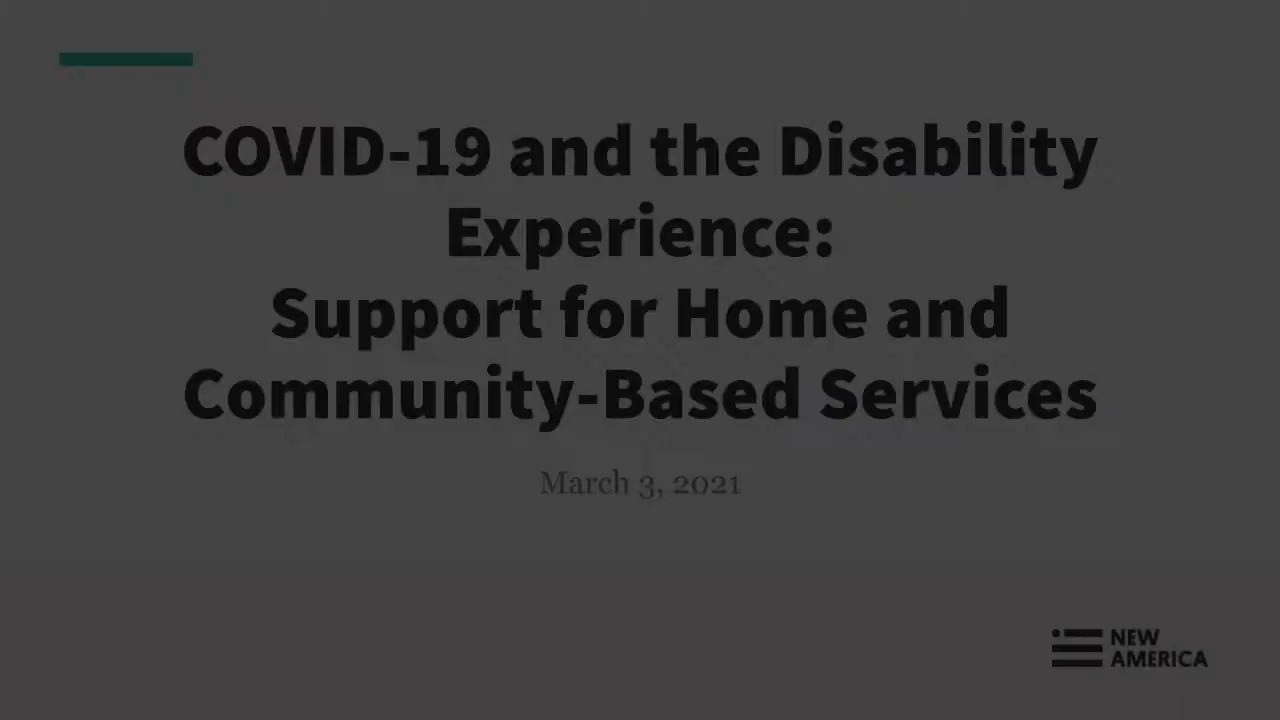 COVID-19 and the Disability
Experience:
Support for Home and
Community-Based Services
March 3, 2021
NEW
AMERICA